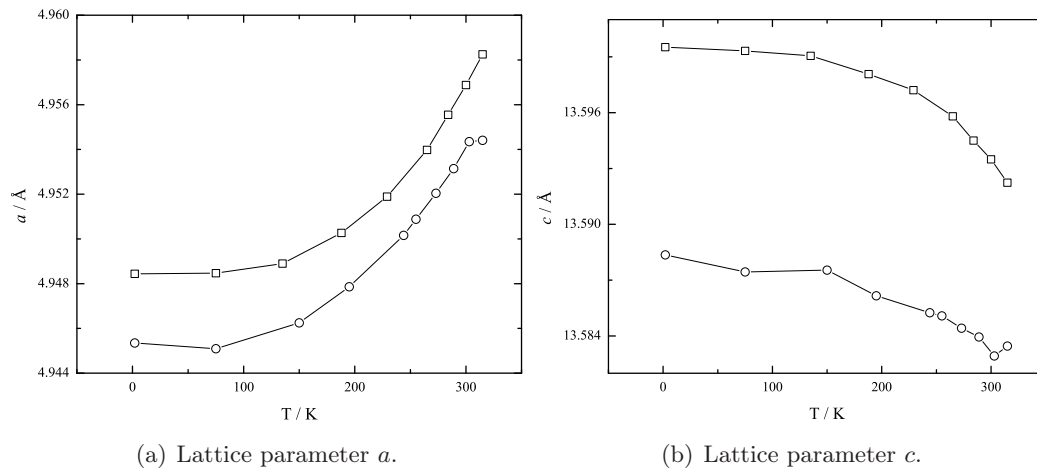 4.960
4.956
4.952
4.948
4.944
a / Å
0 100 200 300
T / K
(a) Lattice parameter a.
13.596
13.590
13.584
c / Å
0 100 200 300
T / K
(b) Lattice parameter c.